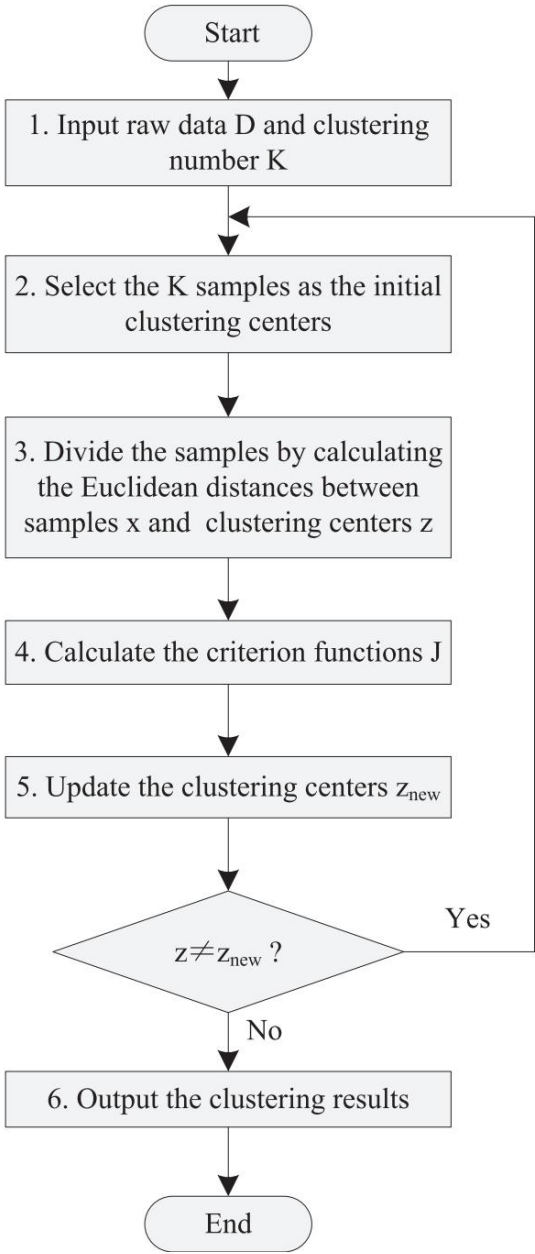 Start
1. Input raw data D and clustering
number K
2. Select the K samples as the initial
clustering centers
3. Divide the samples by calculating
the Euclidean distances between
samples x and clustering centers z
4. Calculate the criterion functions J
5. Update the clustering centers z_new
z≠z_new ?
Yes
No
6. Output the clustering results
End